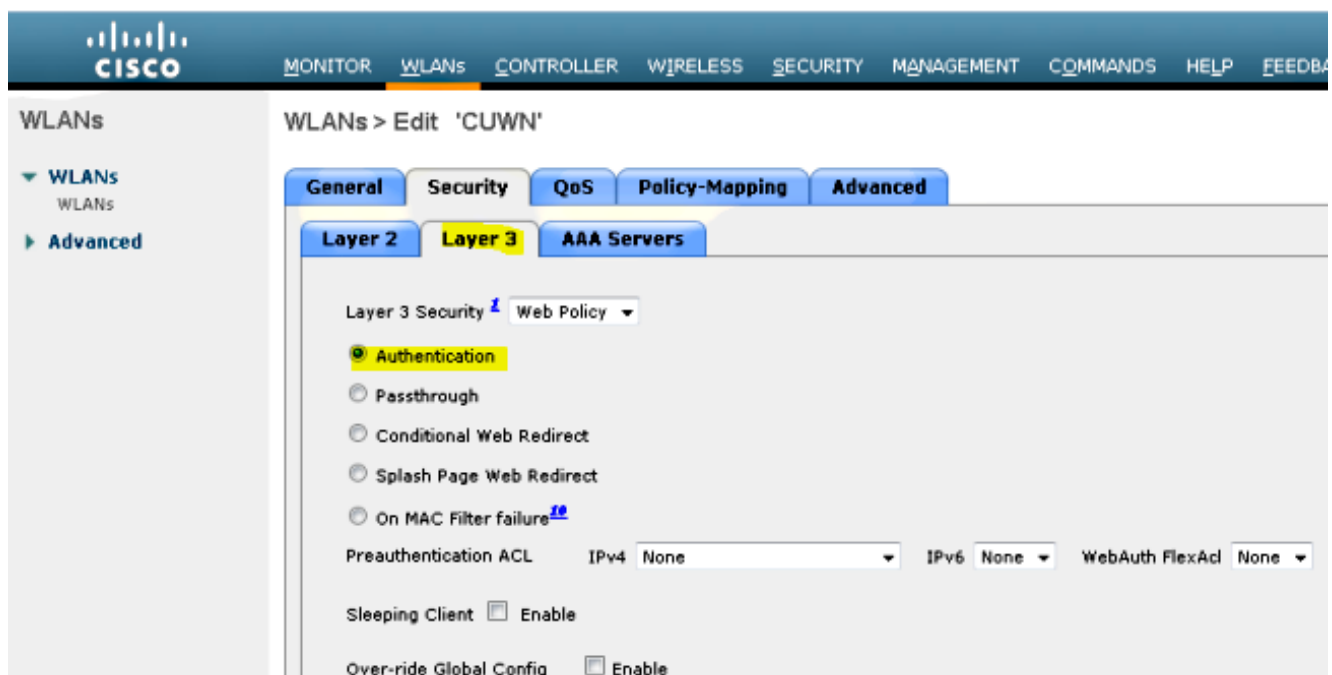 CISCO
MONITOR WLANs CONTROLLER WIRELESS SECURITY MANAGEMENT COMMANDS HELP FEEDBA
WLANs
WLANs > Edit 'CUWN'
WLANs
WLANs
Advanced
General Security QoS Policy-Mapping Advanced
Layer 2 Layer 3 AAA Servers
Layer 3 Security 1 Web Policy
Authentication
Passthrough
Conditional Web Redirect
Splash Page Web Redirect
On MAC Filter failure10
Preauthentication ACL IPv4 None IPv6 None WebAuth FlexAcl None
Sleeping Client Enable
Over-ride Global Config Enable